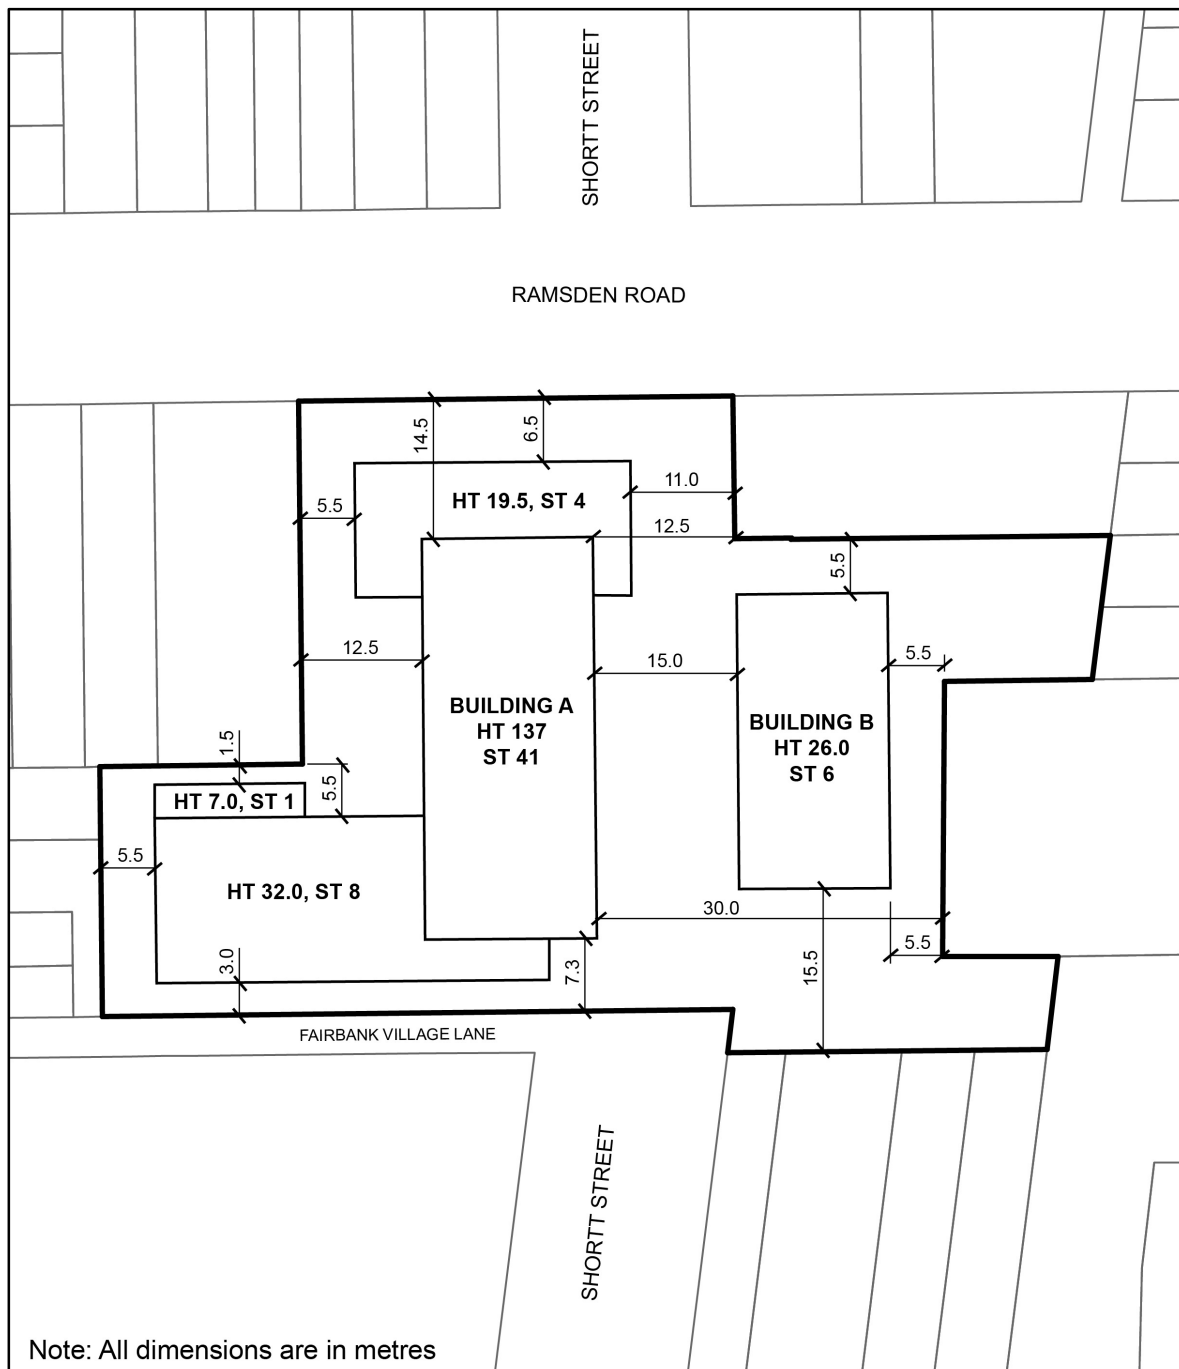 SHORTT STREET
RAMSDEN ROAD
14.5
6.5
11.0
HT 19.5, ST 4
5.5
12.5
5.5
12.5
15.0
5.5
BUILDING A
HT 137
ST 41
BUILDING B
HT 26.0
ST 6
1.5
5.5
HT 7.0, ST 1
5.5
HT 32.0, ST 8
30.0
5.5
3.0
7.3
15.5
FAIRBANK VILLAGE LANE
SHORTT STREET
Note: All dimensions are in metres